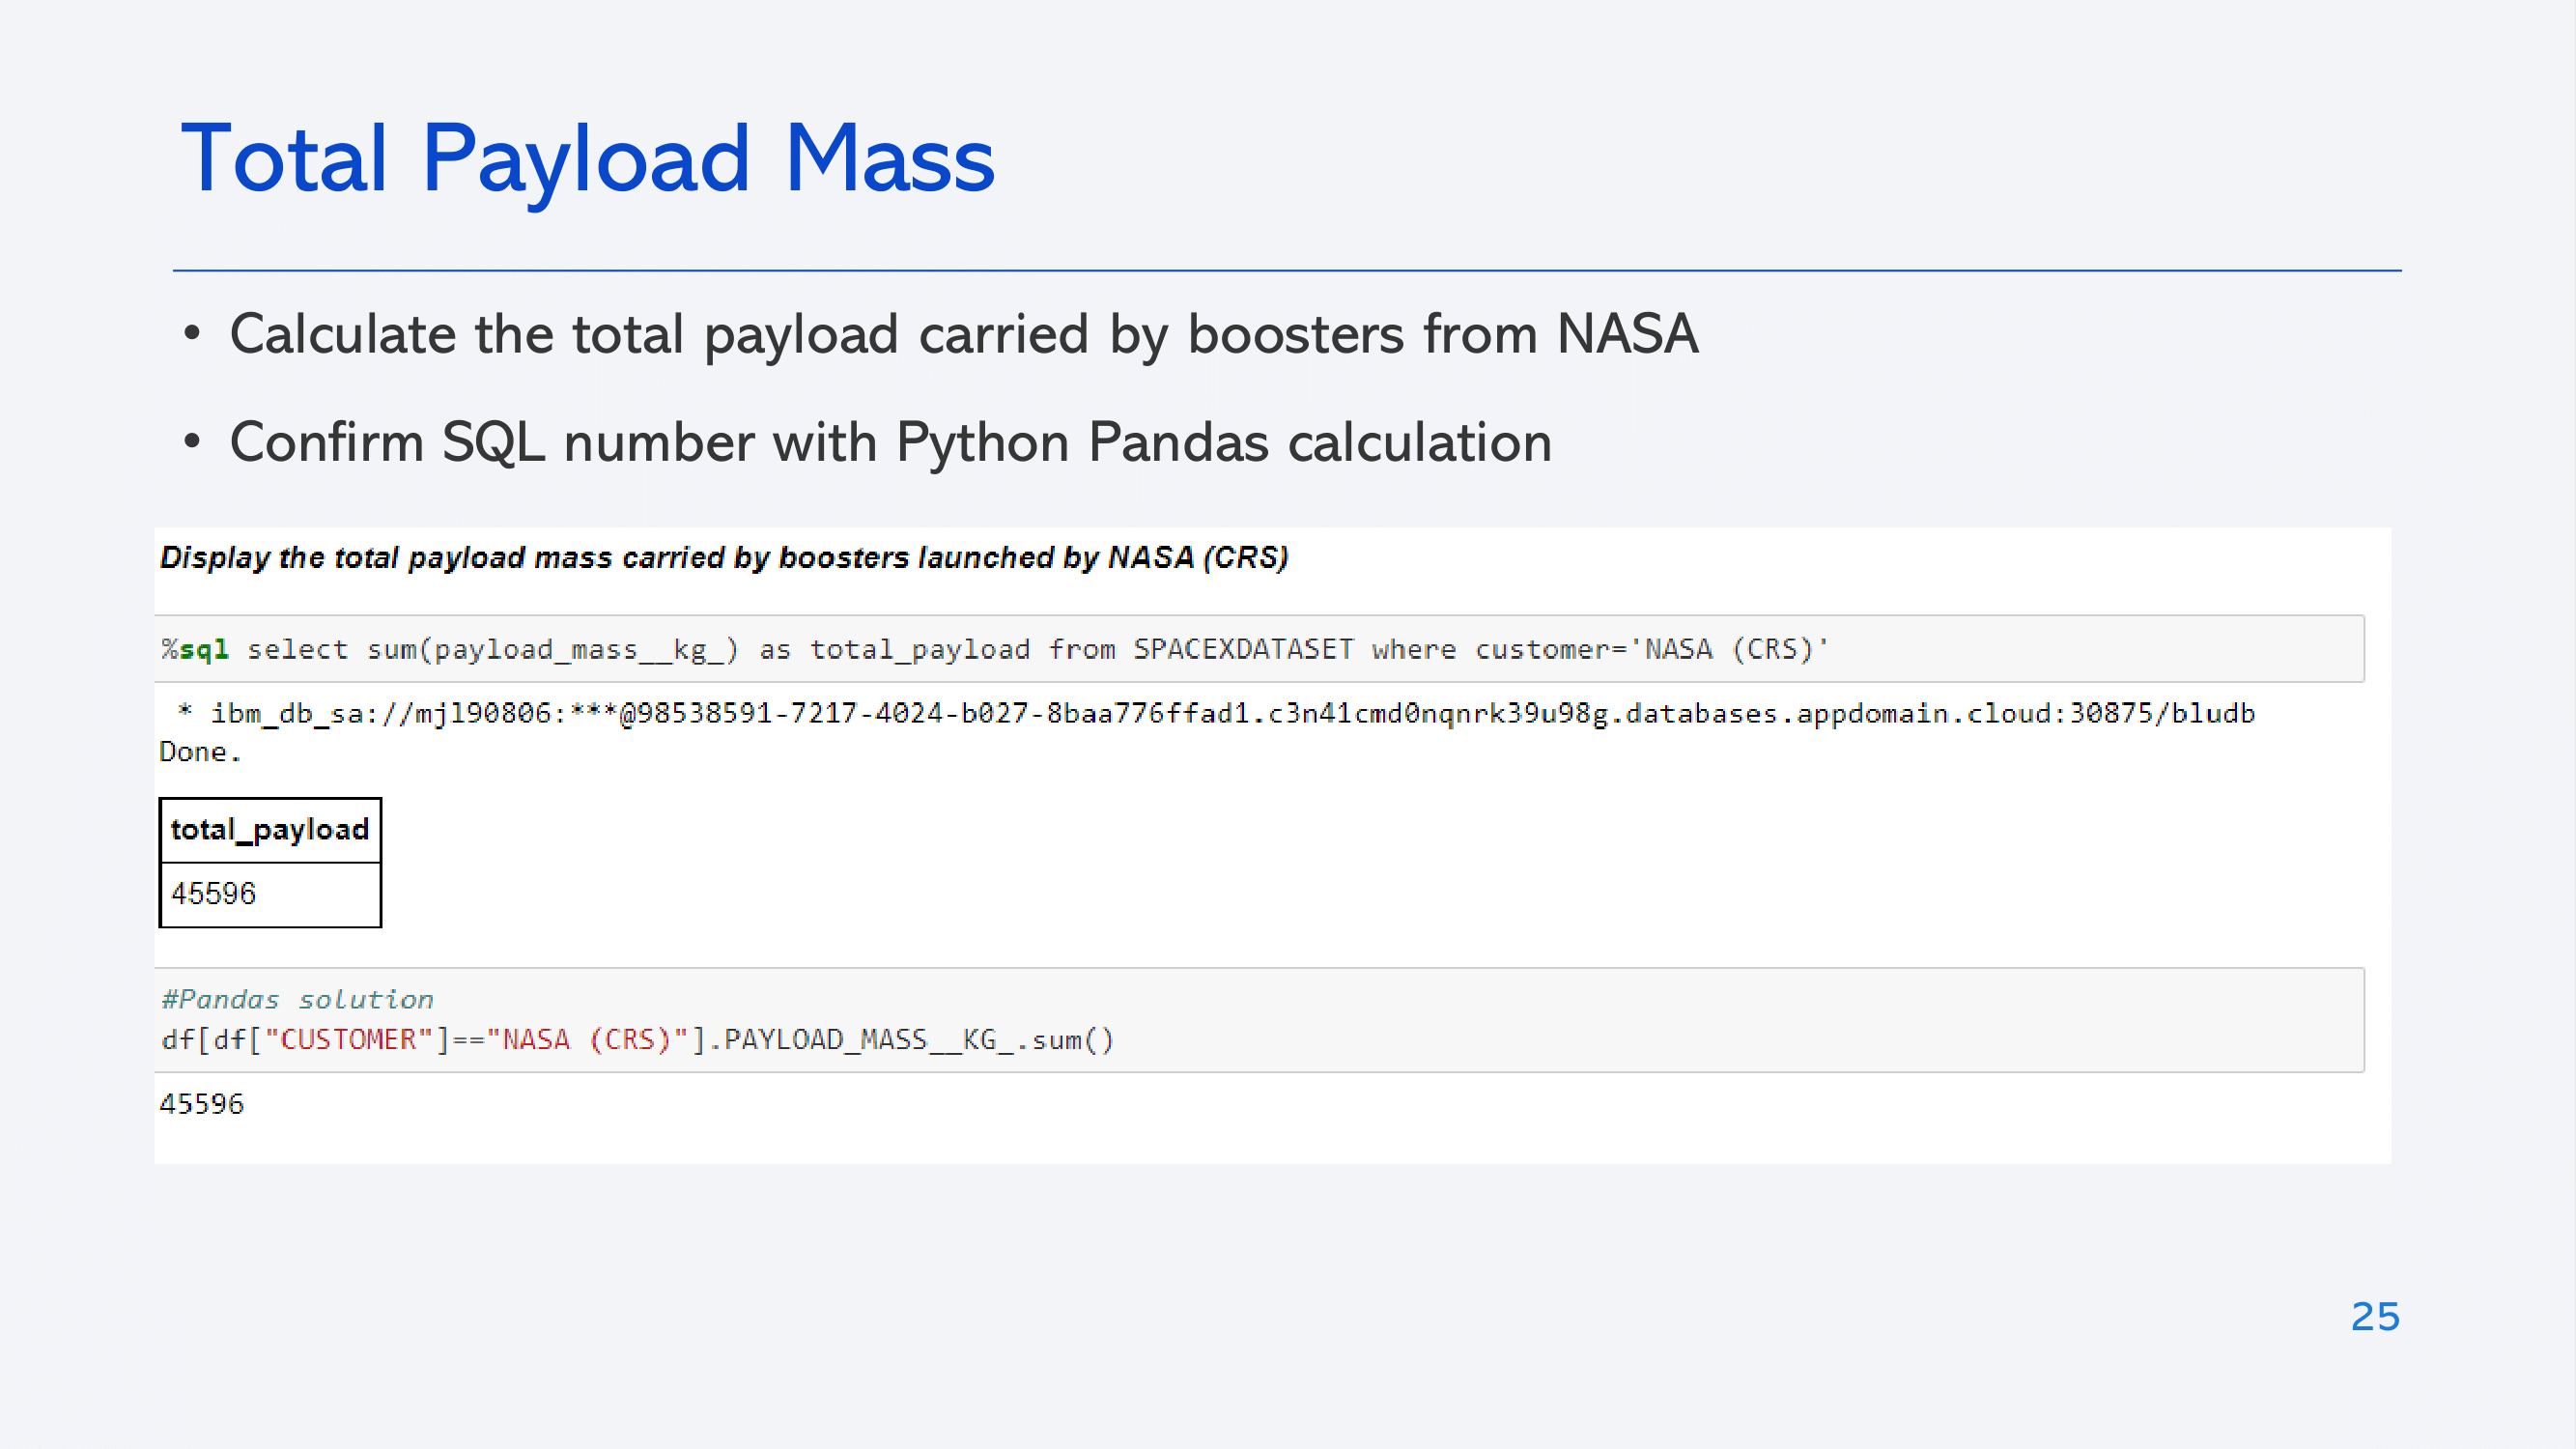 Total Payload Mass
• Calculate the total payload carried by boosters from NASA
• Confirm SQL number with Python Pandas calculation
Display the total payload mass carried by boosters launched by NASA (CRS)
%sql select sum(payload_mass__kg_) as total_payload from SPACEXDATASET where customer='NASA (CRS)'
* ibm_db_sa://mjl90806:***@98538591-7217-4024-b027-8baa776ffad1.c3n41cmd0nqnrk39u98g.databases.appdomain.cloud:30875/bludb
Done.
total_payload
45596
#Pandas solution
df[df["CUSTOMER"]=="NASA (CRS)"].PAYLOAD_MASS__KG_.sum()
45596
25